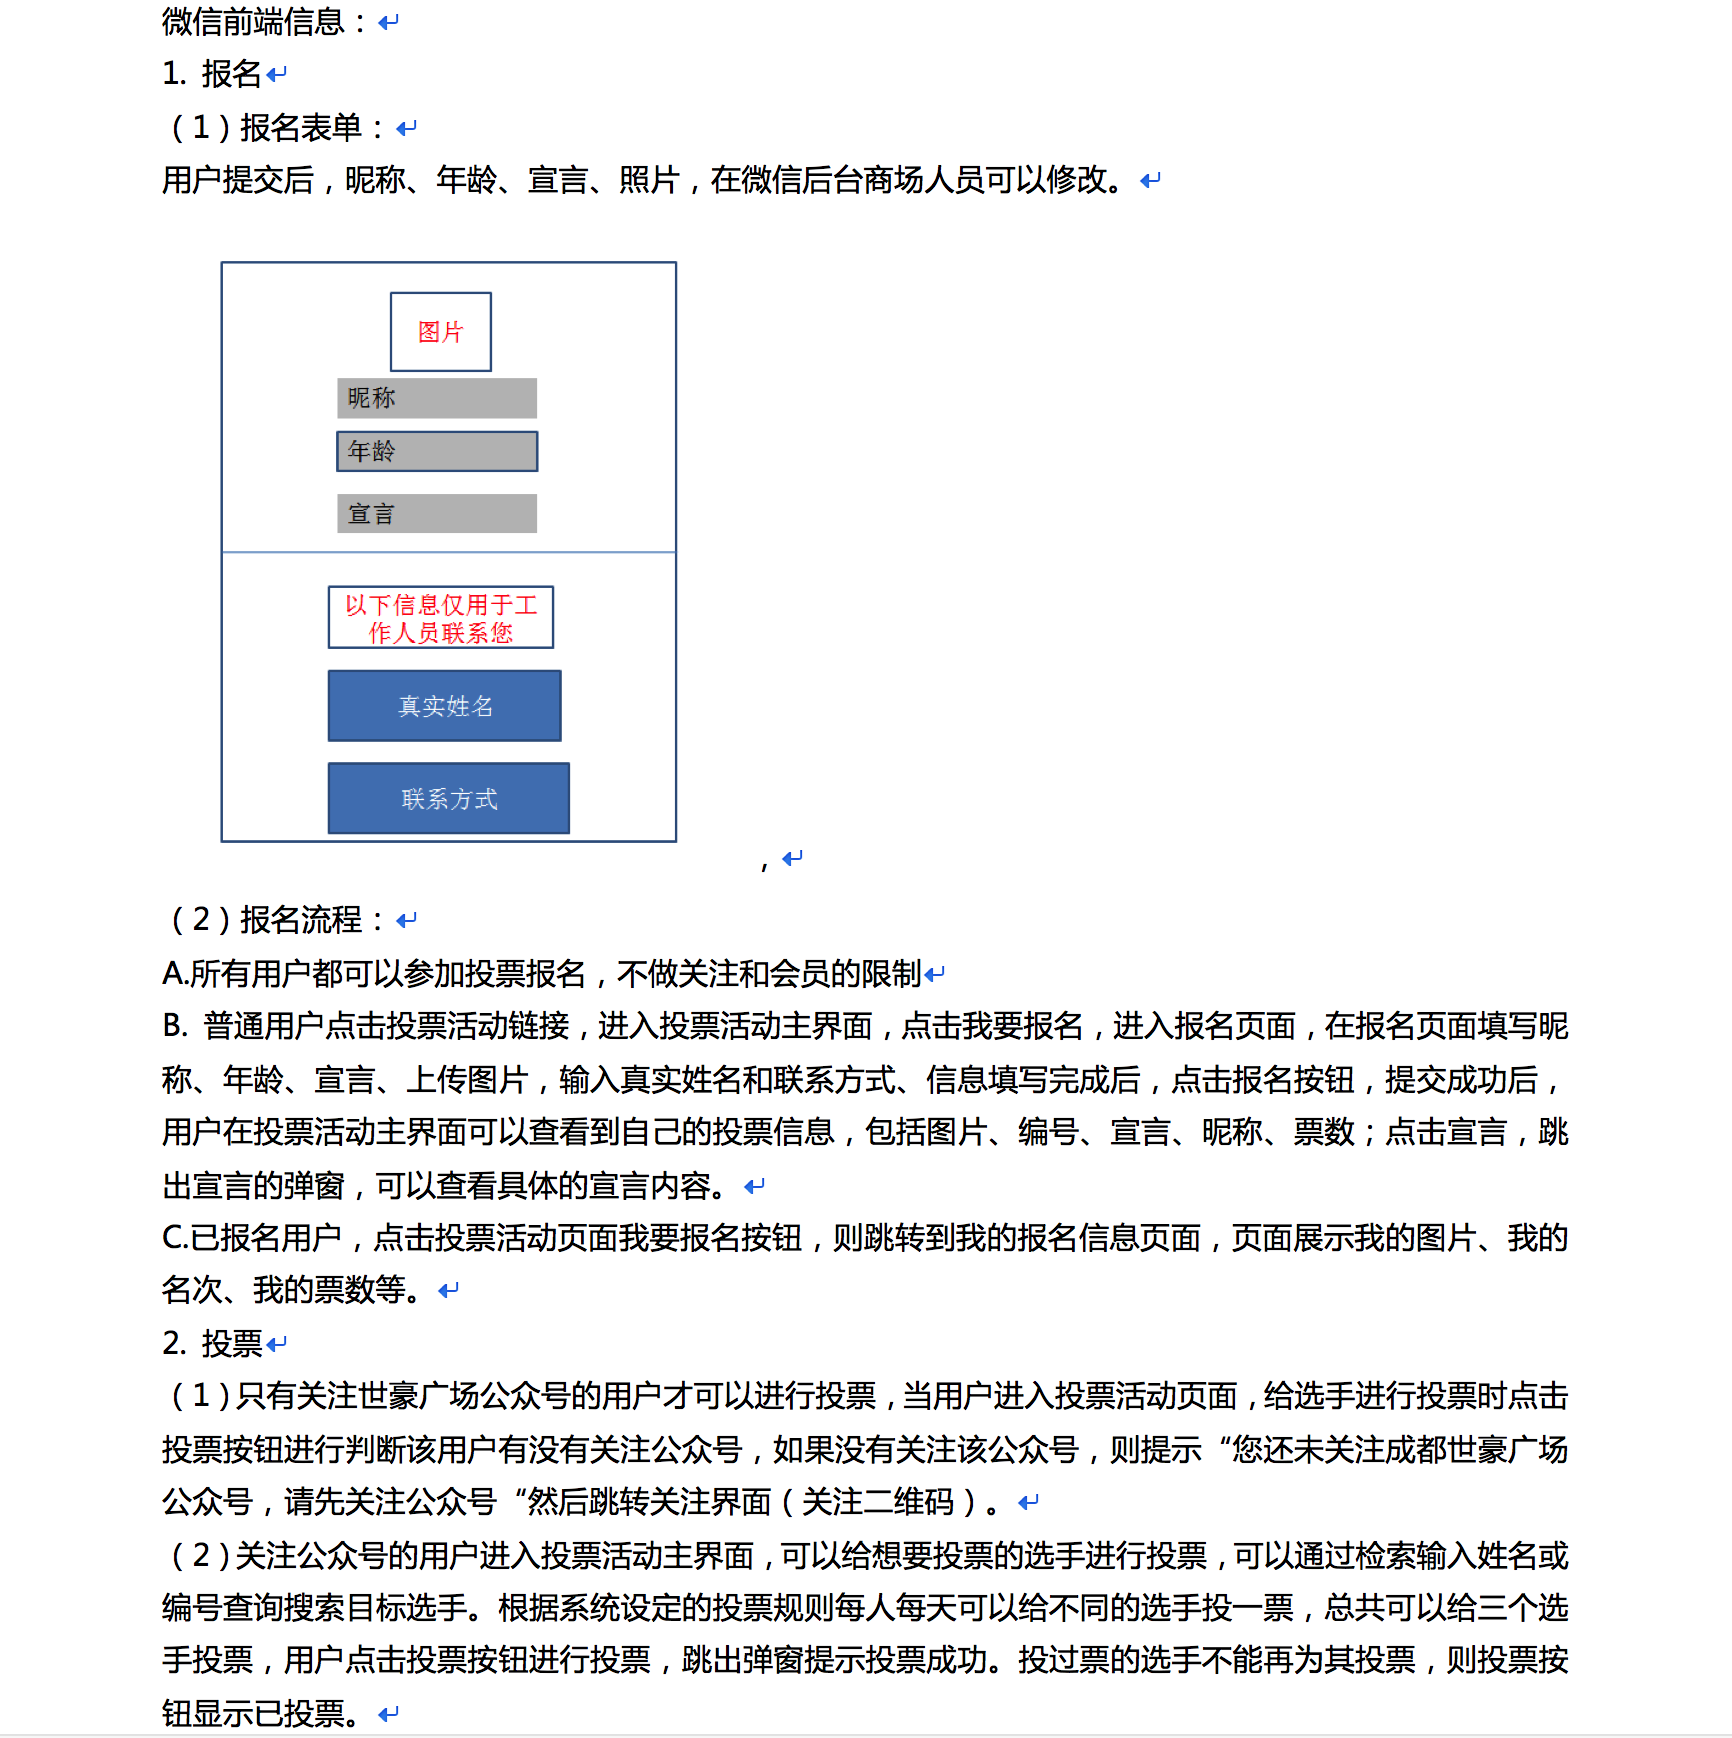 微信前端信息：
1. 报名
（1）报名表单：
用户提交后，昵称、年龄、宣言、照片，在微信后台商场人员可以修改。
图片
昵称
年龄
宣言
以下信息仅用于工
作人员联系您
真实姓名
联系方式
，
（2）报名流程：
A.所有用户都可以参加投票报名，不做关注和会员的限制
B. 普通用户点击投票活动链接，进入投票活动主界面，点击我要报名，进入报名页面，在报名页面填写昵
称、年龄、宣言、上传图片，输入真实姓名和联系方式、信息填写完成后，点击报名按钮，提交成功后，
用户在投票活动主界面可以查看到自己的投票信息，包括图片、编号、宣言、昵称、票数；点击宣言，跳
出宣言的弹窗，可以查看具体的宣言内容。
C.已报名用户，点击投票活动页面我要报名按钮，则跳转到我的报名信息页面，页面展示我的图片、我的
名次、我的票数等。
2. 投票
（1）只有关注世豪广场公众号的用户才可以进行投票，当用户进入投票活动页面，给选手进行投票时点击
投票按钮进行判断该用户有没有关注公众号，如果没有关注该公众号，则提示“您还未关注成都世豪广场
公众号，请先关注公众号“然后跳转关注界面（关注二维码）。
（2）关注公众号的用户进入投票活动主界面，可以给想要投票的选手进行投票，可以通过检索输入姓名或
编号查询搜索目标选手。根据系统设定的投票规则每人每天可以给不同的选手投一票，总共可以给三个选
手投票，用户点击投票按钮进行投票，跳出弹窗提示投票成功。投过票的选手不能再为其投票，则投票按
钮显示已投票。